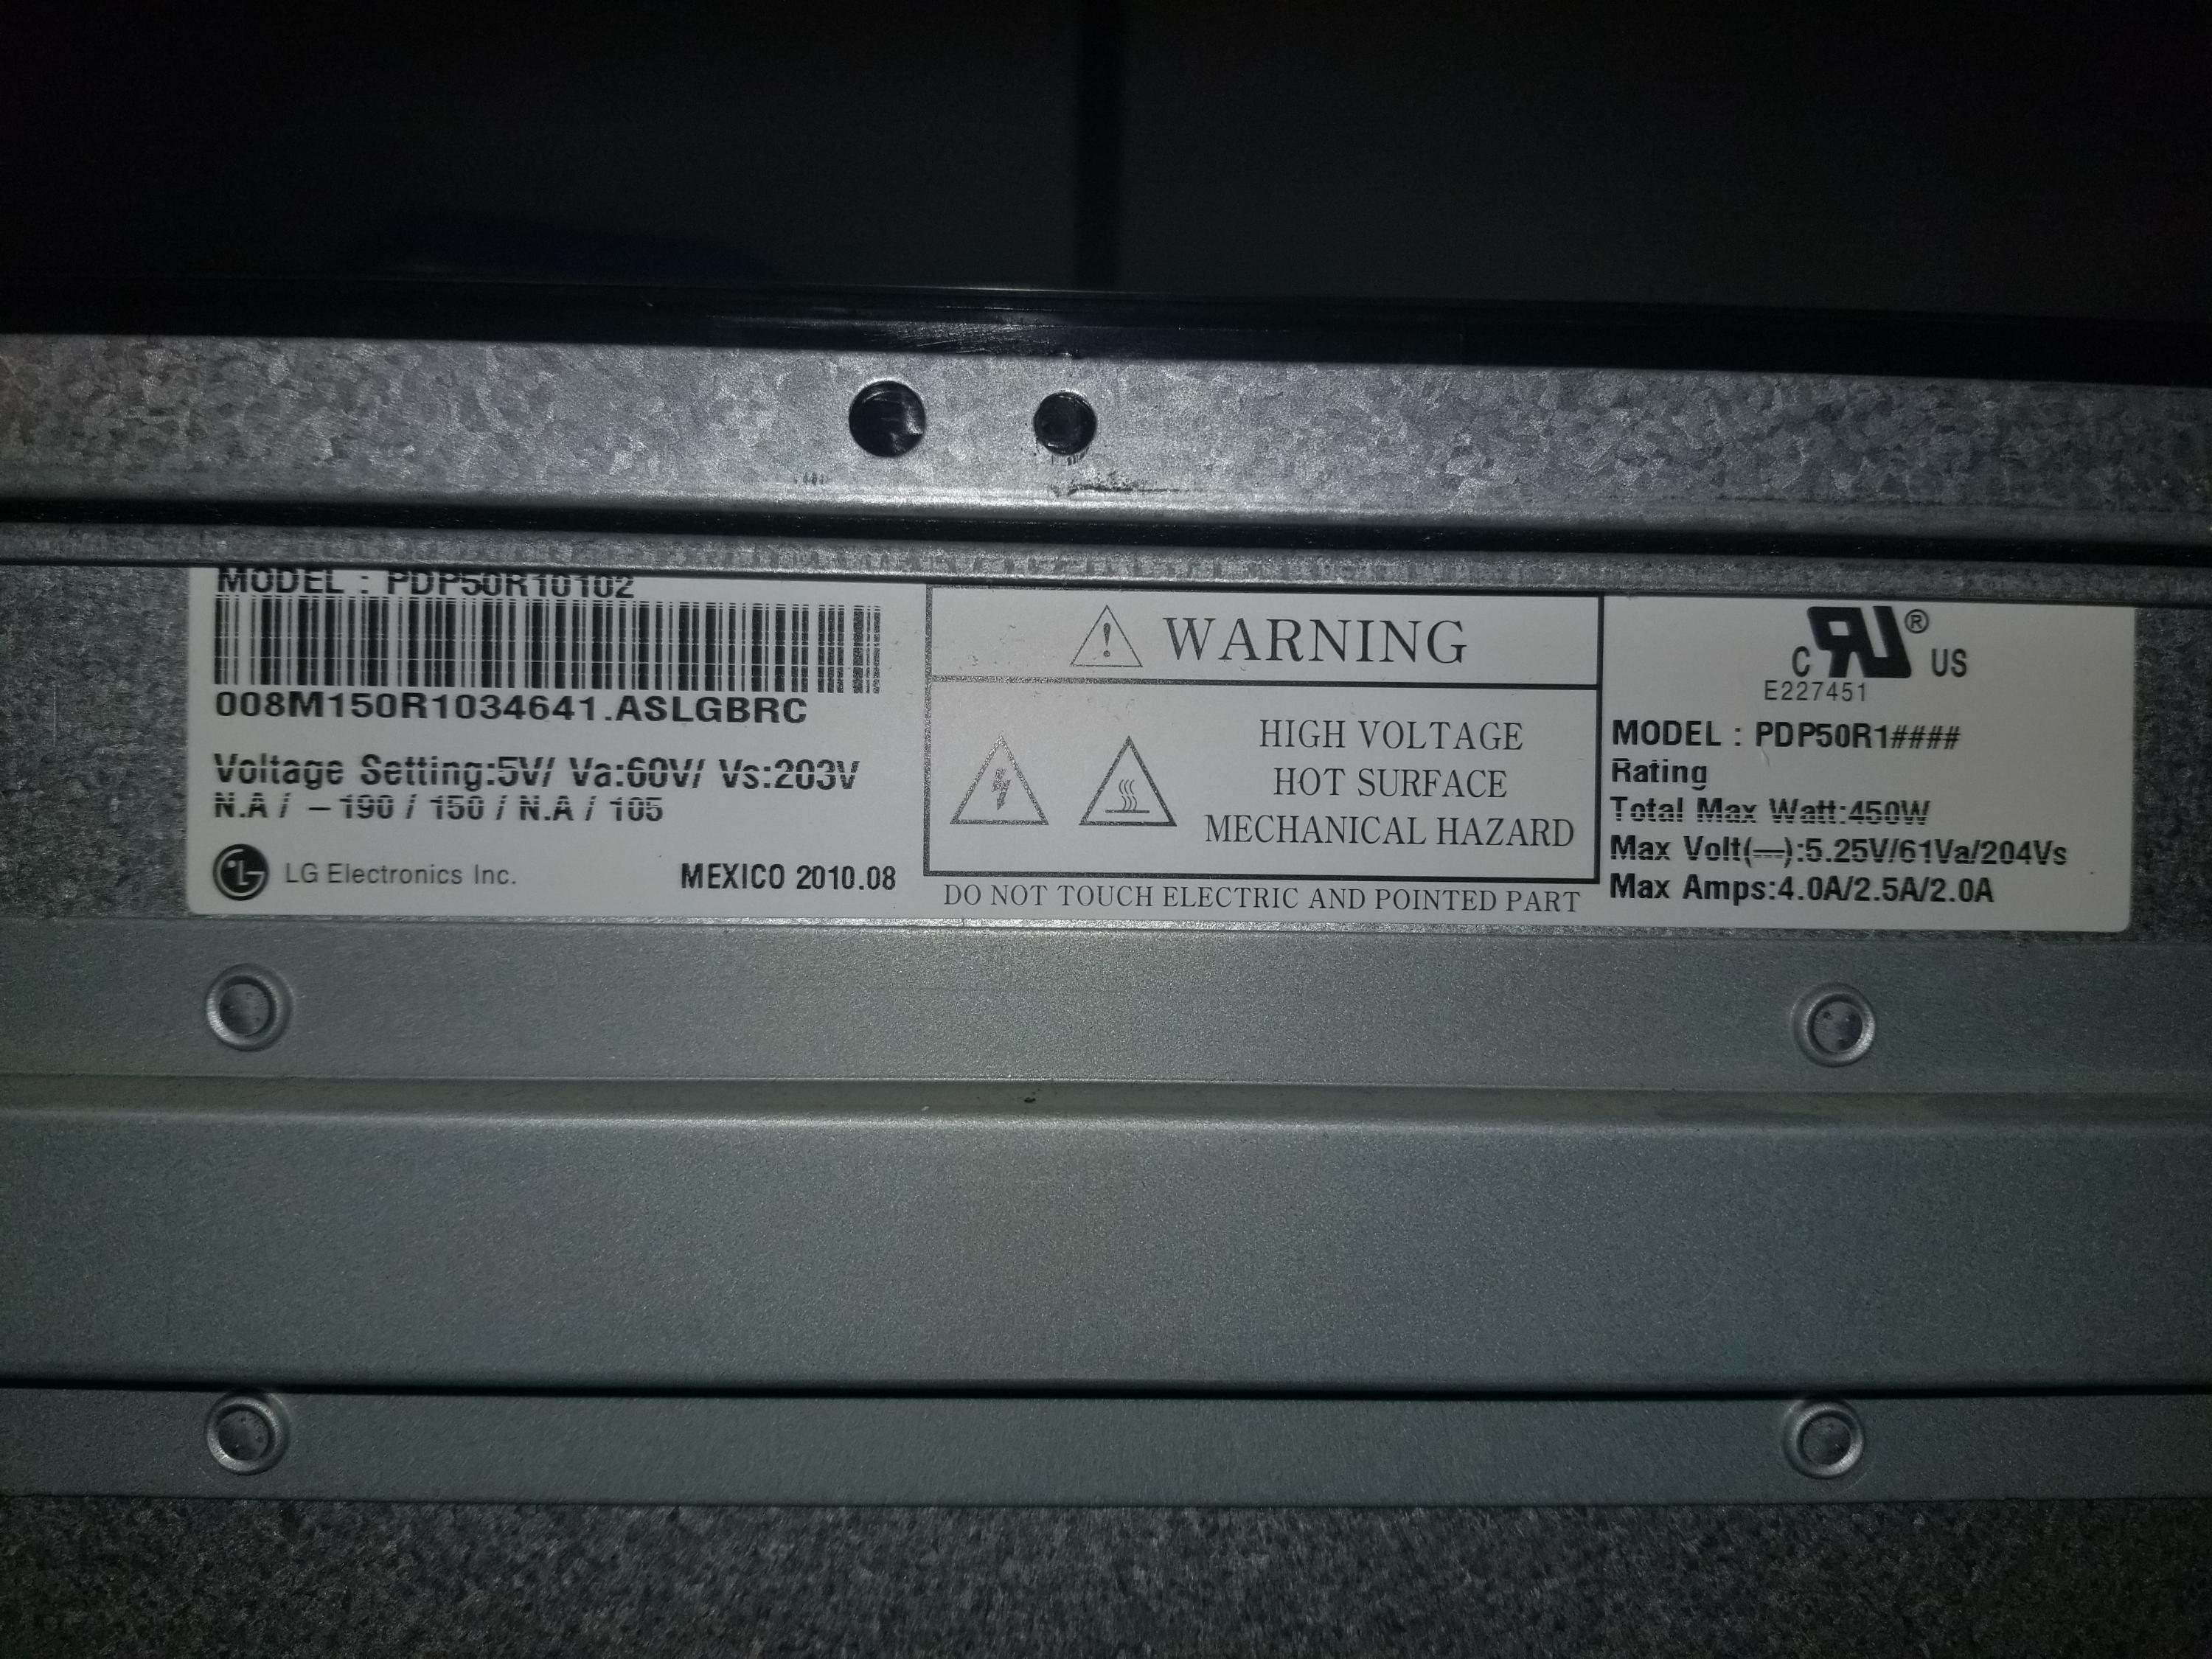 MODEL : PDP50R10102
008M150R1034641.ASLGBRC
Voltage Setting:5V/ Va:60V/ Vs:203V
N.A / – 190 / 150 / N.A / 105
LG Electronics Inc.
MEXICO 2010.08
WARNING
HIGH VOLTAGE
HOT SURFACE
MECHANICAL HAZARD
DO NOT TOUCH ELECTRIC AND POINTED PART
C RU ® US
E227451
MODEL : PDP50R1####
Rating
Total Max Watt:450W
Max Volt(⎓):5.25V/61Va/204Vs
Max Amps:4.0A/2.5A/2.0A